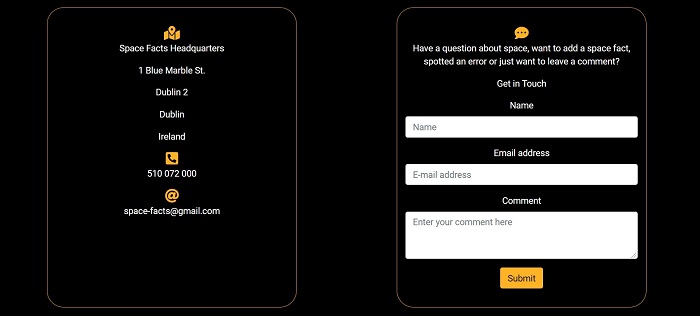 Space Facts Headquarters
1 Blue Marble St.
Dublin 2
Dublin
Ireland
510 072 000
space-facts@gmail.com
Have a question about space, want to add a space fact,
spotted an error or just want to leave a comment?
Get in Touch
Name
Name
Email address
E-mail address
Comment
Enter your comment here
Submit